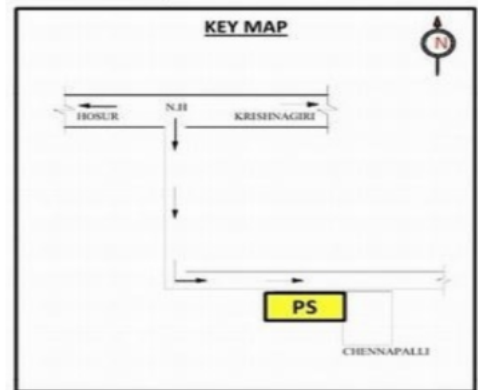 KEY MAP
N
N.H
HOSUR
KRISHNAGIRI
PS
CHENNAPALLI